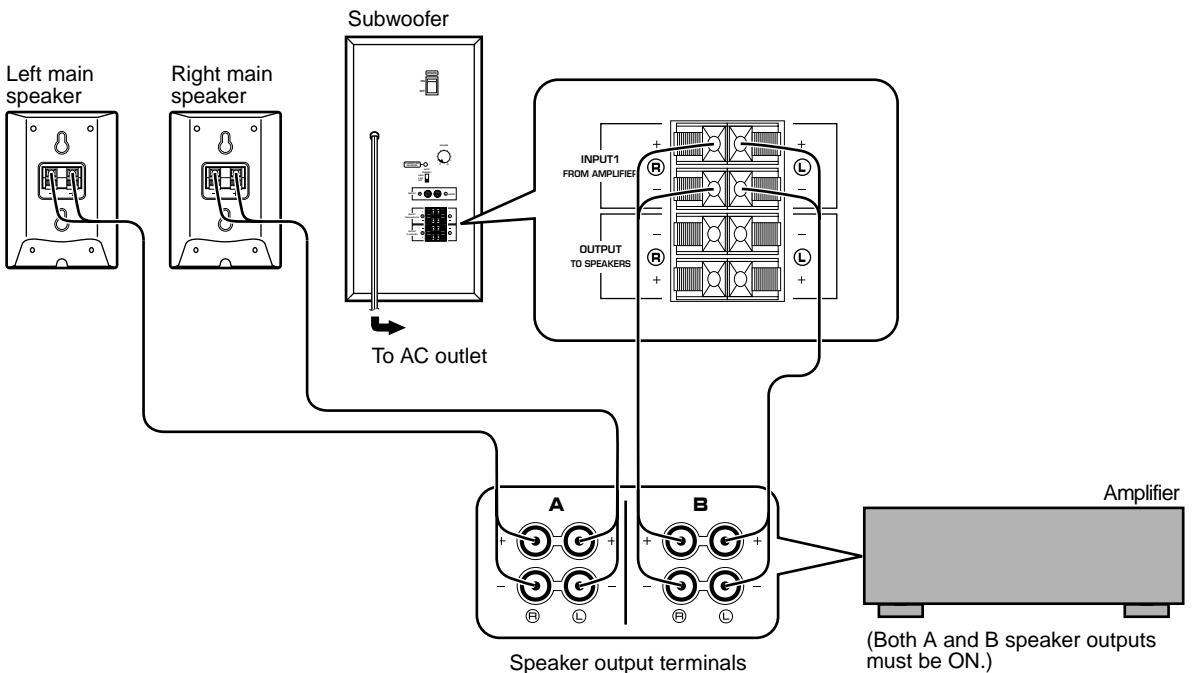 Subwoofer
Left main
speaker
Right main
speaker
INPUT1
FROM AMPLIFIER
+
R
L
+
−
−
OUTPUT
TO SPEAKERS
−
−
R
L
+
+
To AC outlet
A
B
+
+
+
+
−
−
−
−
R
L
R
L
Speaker output terminals
Amplifier
(Both A and B speaker outputs
must be ON.)